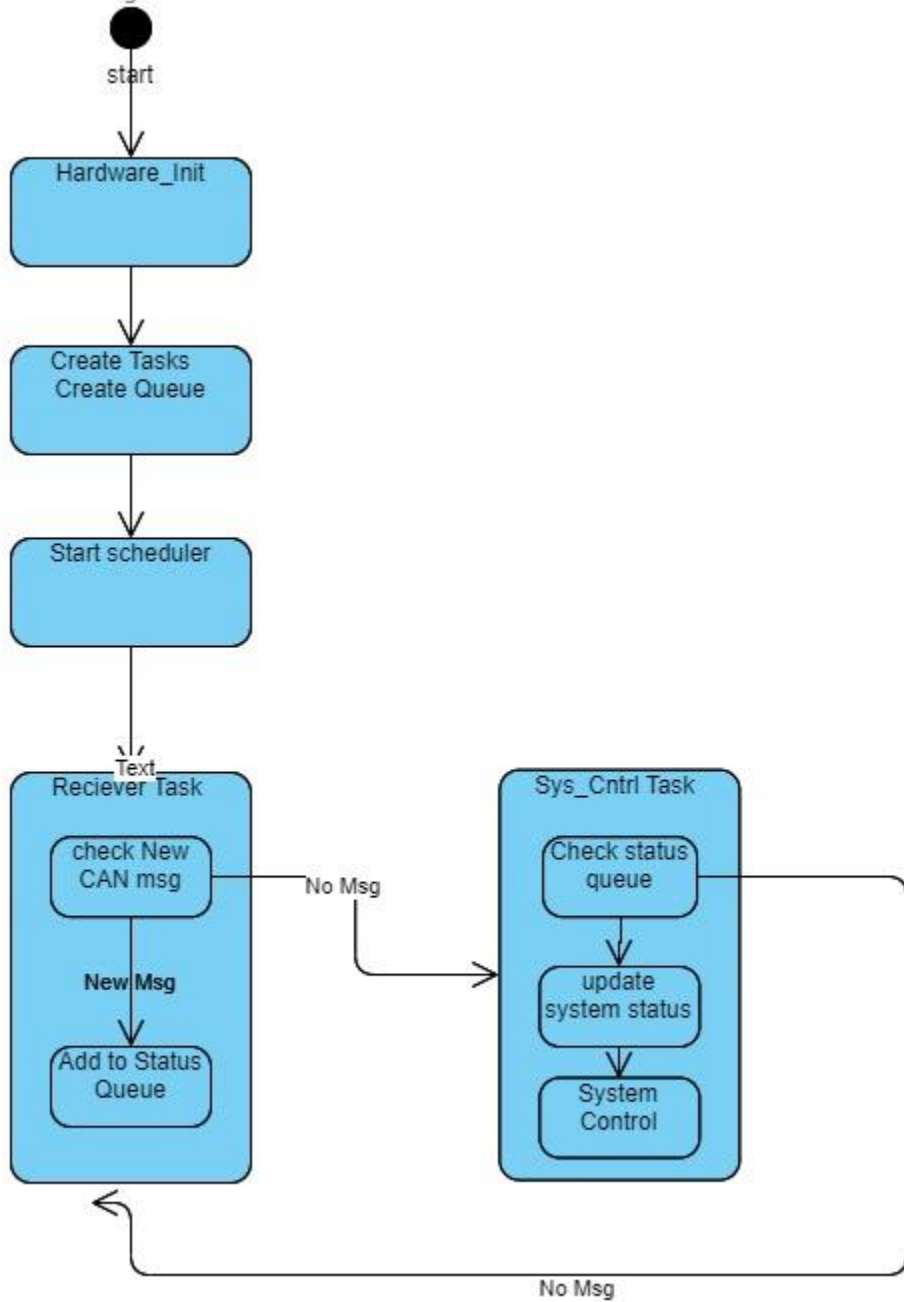 start
Hardware_Init
Create Tasks
Create Queue
Start scheduler
Text
Reciever Task
check New
CAN msg
New Msg
Add to Status
Queue
No Msg
Sys_Cntrl Task
Check status
queue
update
system status
System
Control
No Msg